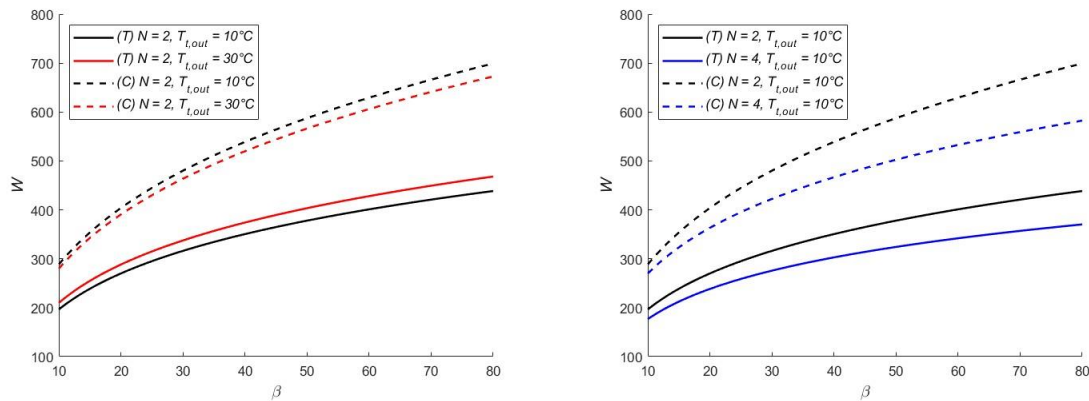 800
700
600
500
400
300
200
100
W
(T) N = 2, T_t,out = 10°C
(T) N = 2, T_t,out = 30°C
(C) N = 2, T_t,out = 10°C
(C) N = 2, T_t,out = 30°C
10 20 30 40 50 60 70 80
β
800
700
600
500
400
300
200
100
W
(T) N = 2, T_t,out = 10°C
(T) N = 4, T_t,out = 10°C
(C) N = 2, T_t,out = 10°C
(C) N = 4, T_t,out = 10°C
10 20 30 40 50 60 70 80
β